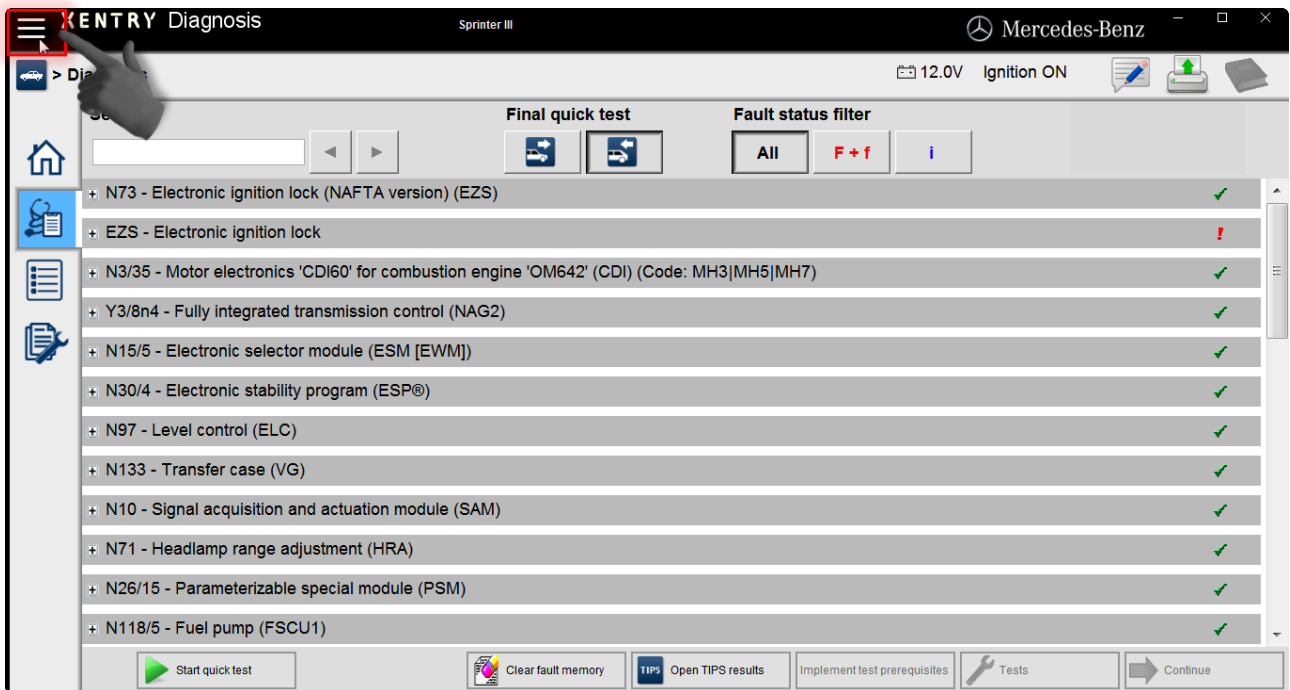 XENTRY Diagnosis
Sprinter III
Mercedes-Benz
12.0V Ignition ON
Final quick test
Fault status filter
All
F + f
i
+ N73 - Electronic ignition lock (NAFTA version) (EZS)
+ EZS - Electronic ignition lock
!
+ N3/35 - Motor electronics 'CDI60' for combustion engine 'OM642' (CDI) (Code: MH3|MH5|MH7)
+ Y3/8n4 - Fully integrated transmission control (NAG2)
+ N15/5 - Electronic selector module (ESM [EWM])
+ N30/4 - Electronic stability program (ESP®)
+ N97 - Level control (ELC)
+ N133 - Transfer case (VG)
+ N10 - Signal acquisition and actuation module (SAM)
+ N71 - Headlamp range adjustment (HRA)
+ N26/15 - Parameterizable special module (PSM)
+ N118/5 - Fuel pump (FSCU1)
Start quick test
Clear fault memory
TIPS Open TIPS results
Implement test prerequisites
Tests
Continue